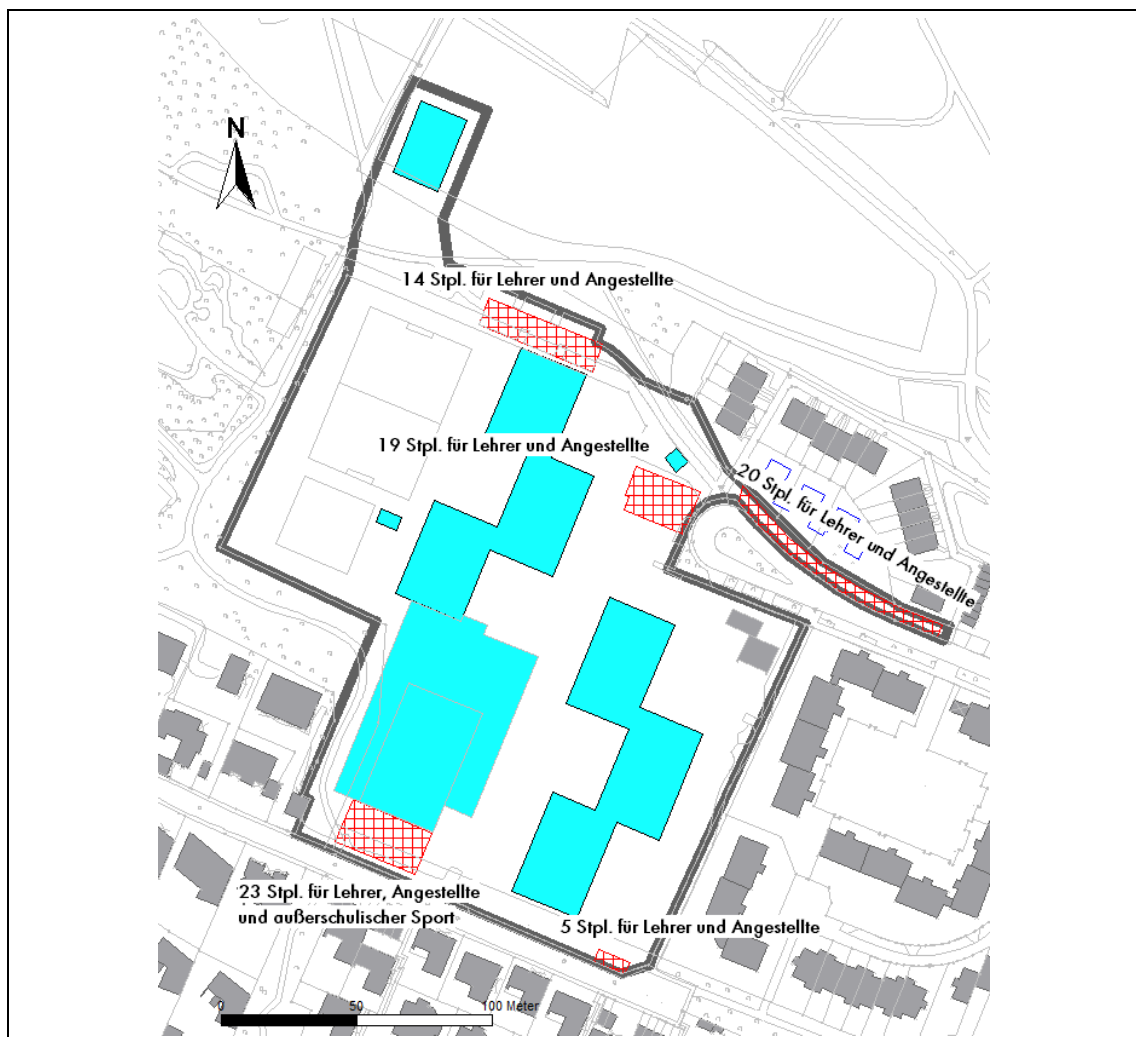 N
14 Stpl. für Lehrer und Angestellte
19 Stpl. für Lehrer und Angestellte
20 Stpl. für Lehrer und Angestellte
23 Stpl. für Lehrer, Angestellte
und außerschulischer Sport
5 Stpl. für Lehrer und Angestellte
0 50 100 Meter